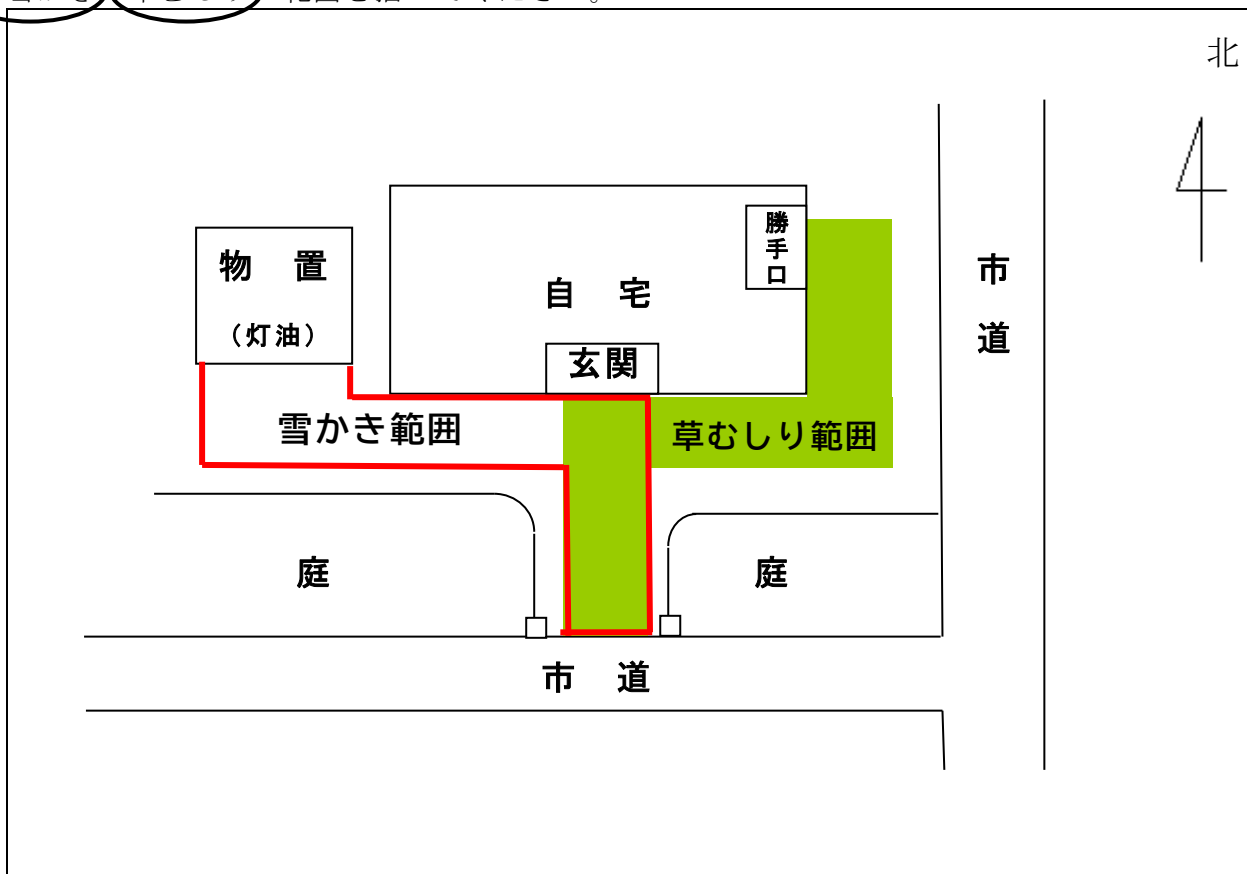 北
物 置
（灯油）
勝手口
自 宅
玄関
市道
雪かき範囲
草むしり範囲
庭
庭
市 道